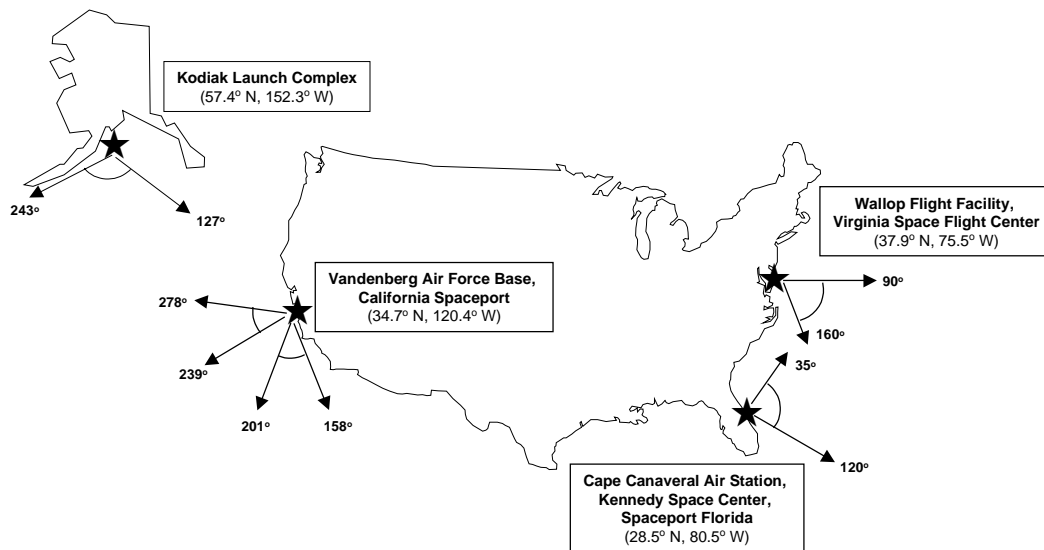 Kodiak Launch Complex
(57.4° N, 152.3° W)
243°
127°
Wallop Flight Facility,
Virginia Space Flight Center
(37.9° N, 75.5° W)
90°
160°
Vandenberg Air Force Base,
California Spaceport
(34.7° N, 120.4° W)
278°
239°
201°
158°
35°
120°
Cape Canaveral Air Station,
Kennedy Space Center,
Spaceport Florida
(28.5° N, 80.5° W)